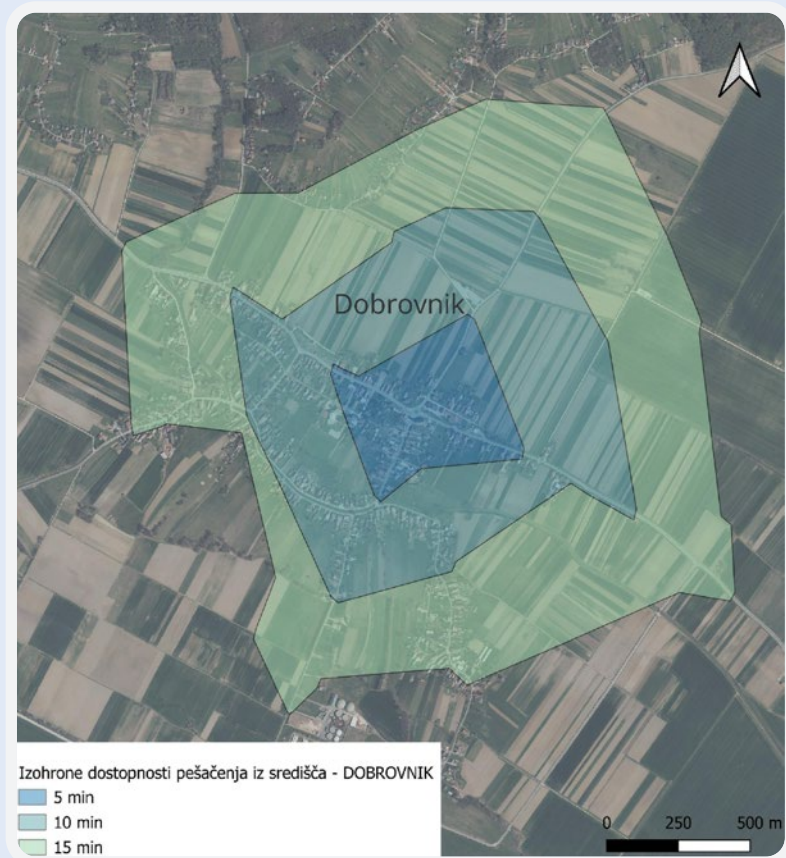 Dobrovnik
Izohrone dostopnosti pešačenja iz središča - DOBROVNIK
5 min
10 min
15 min
0 250 500 m